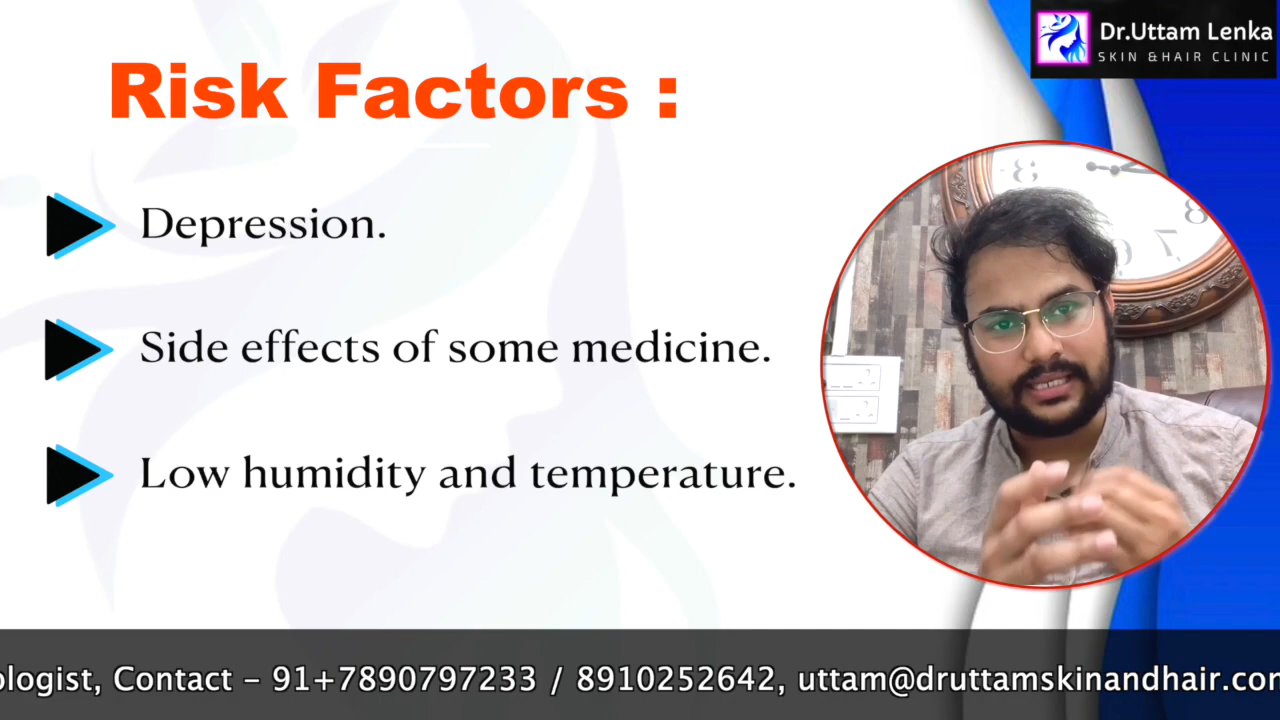 Dr.Uttam Lenka
SKIN &HAIR CLINIC
Risk Factors :
Depression.
Side effects of some medicine.
Low humidity and temperature.
ologist, Contact – 91+7890797233 / 8910252642, uttam@druttamskinandhair.com